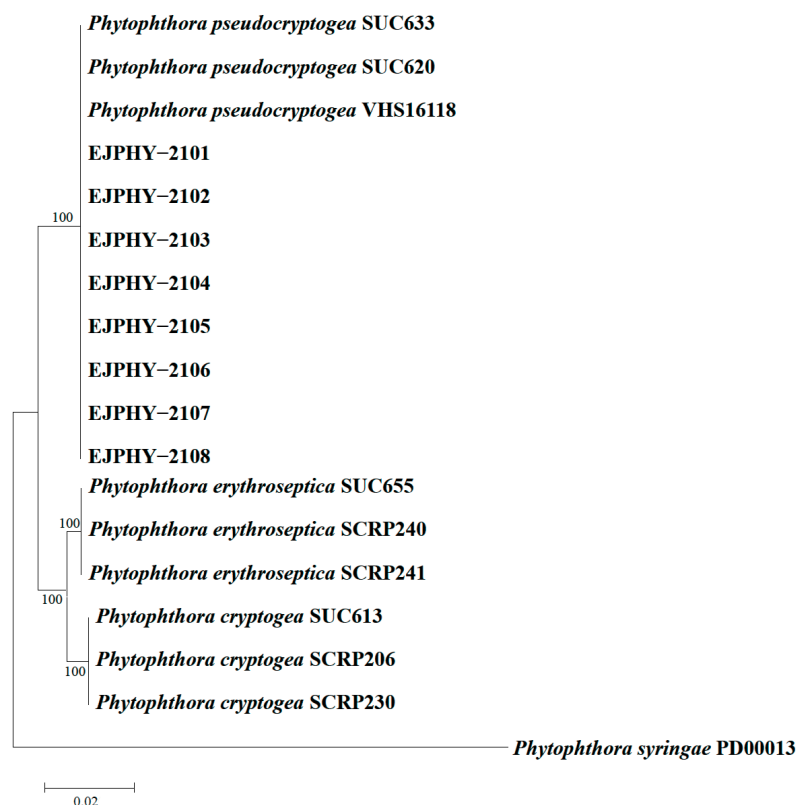 Phytophthora pseudocryptogea SUC633
Phytophthora pseudocryptogea SUC620
Phytophthora pseudocryptogea VHS16118
EJPHY−2101
EJPHY−2102
100
EJPHY−2103
EJPHY−2104
EJPHY−2105
EJPHY−2106
EJPHY−2107
EJPHY−2108
Phytophthora erythroseptica SUC655
100
Phytophthora erythroseptica SCRP240
Phytophthora erythroseptica SCRP241
100
Phytophthora cryptogea SUC613
Phytophthora cryptogea SCRP206
100
Phytophthora cryptogea SCRP230
Phytophthora syringae PD00013
0.02